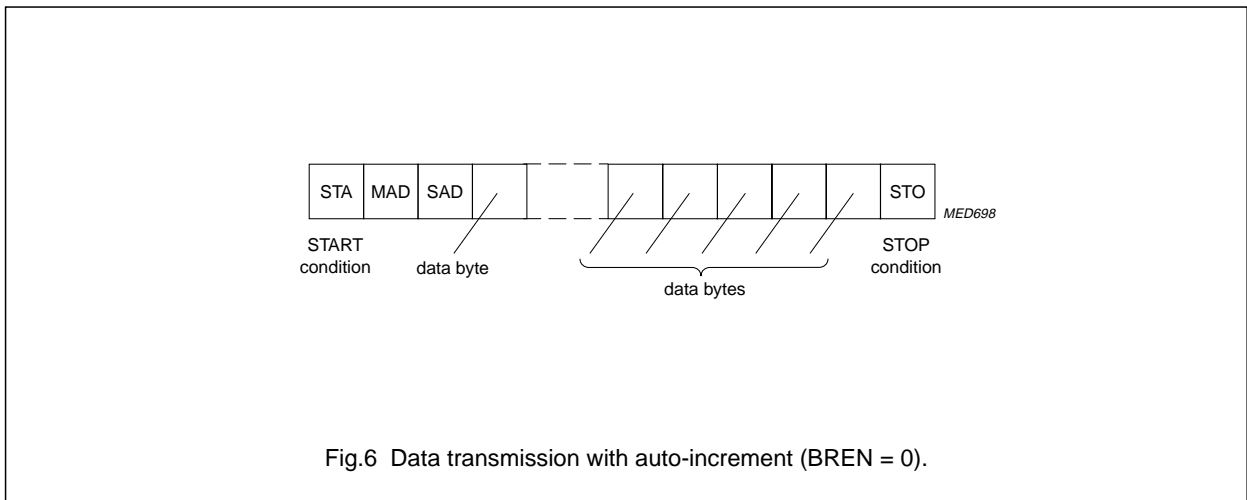 STA MAD SAD STO
MED698
START
condition
data byte
data bytes
STOP
condition
Fig.6 Data transmission with auto-increment (BREN = 0).